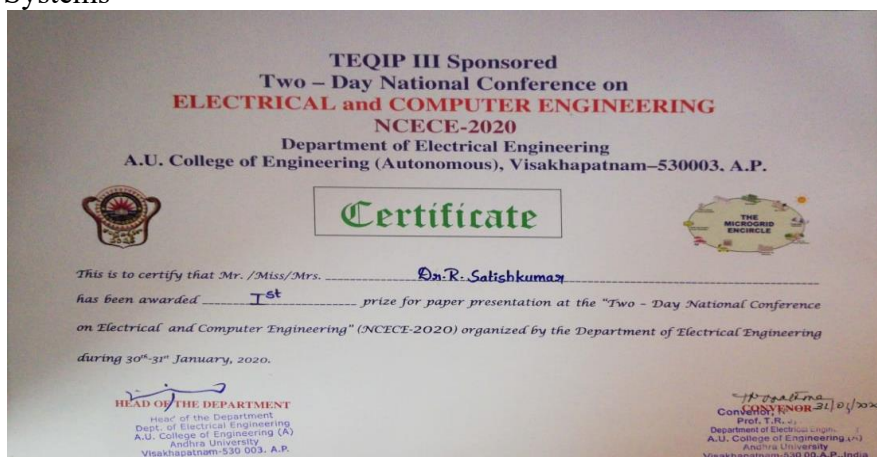 Systems
TEQIP III Sponsored
Two – Day National Conference on
ELECTRICAL and COMPUTER ENGINEERING
NCECE-2020
Department of Electrical Engineering
A.U. College of Engineering (Autonomous), Visakhapatnam–530003. A.P.
Certificate
THE
MICROGRID
ENCIRCLE
This is to certify that Mr. /Miss/Mrs. Dr. R. Satishkumar
has been awarded Ist prize for paper presentation at the "Two - Day National Conference
on Electrical and Computer Engineering" (NCECE-2020) organized by the Department of Electrical Engineering
during 30th-31st January, 2020.
HEAD OF THE DEPARTMENT
Head of the Department
Dept. of Electrical Engineering
A.U. College of Engineering (A)
Andhra University
Visakhapatnam-530 003. A.P.
CONVENOR
Convenor,
Prof. T.R.
Department of Electrical
A.U. College of Engineering
Andhra University
Visakhapatnam-530 00 A.P., India